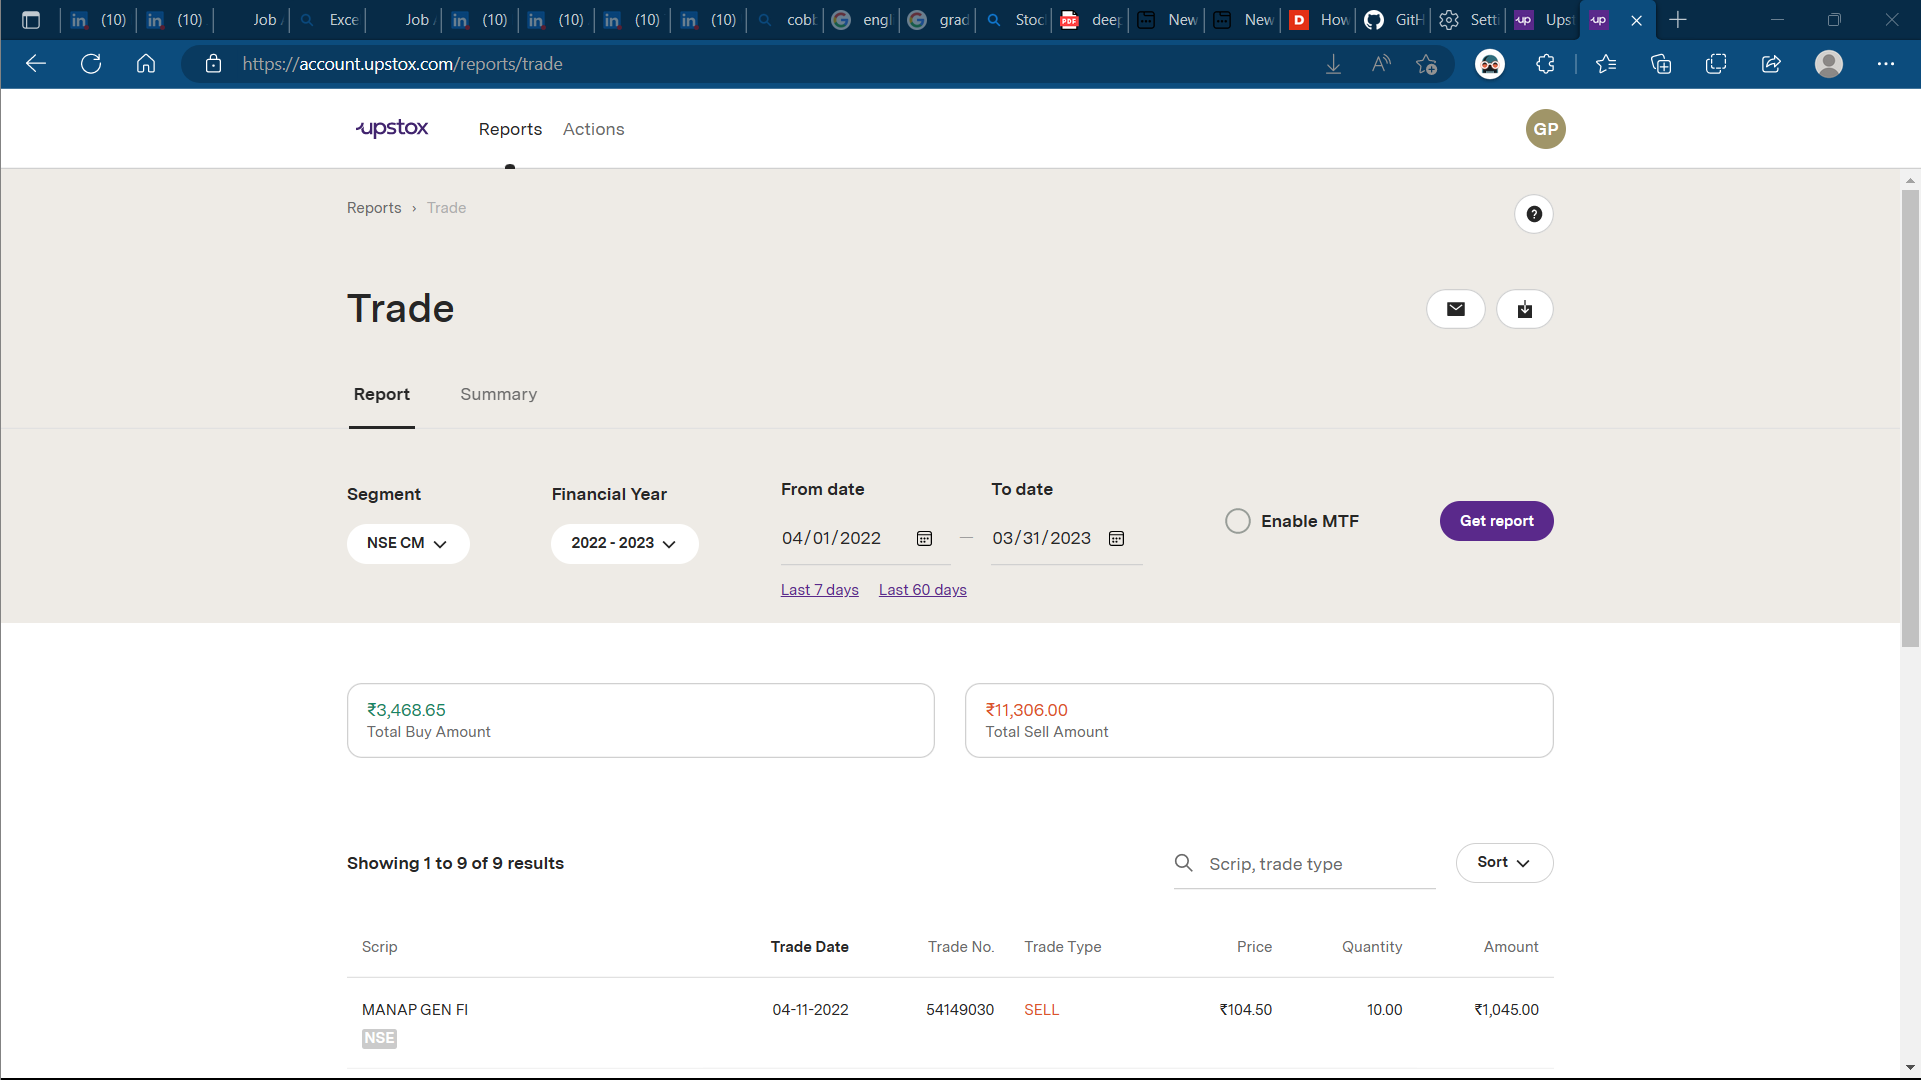 (10) (10) Job Exce Job (10) (10) (10) (10) cob engl grad Stoc deep New New How GitH Setti Upst
https://account.upstox.com/reports/trade
upstox Reports Actions GP
Reports › Trade
Trade
Report Summary
Segment Financial Year From date To date
NSE CM 2022 - 2023 04/01/2022 — 03/31/2023 Enable MTF Get report
Last 7 days Last 60 days
₹3,468.65 ₹11,306.00
Total Buy Amount Total Sell Amount
Showing 1 to 9 of 9 results Scrip, trade type Sort
Scrip Trade Date Trade No. Trade Type Price Quantity Amount
MANAP GEN FI 04-11-2022 54149030 SELL ₹104.50 10.00 ₹1,045.00
NSE